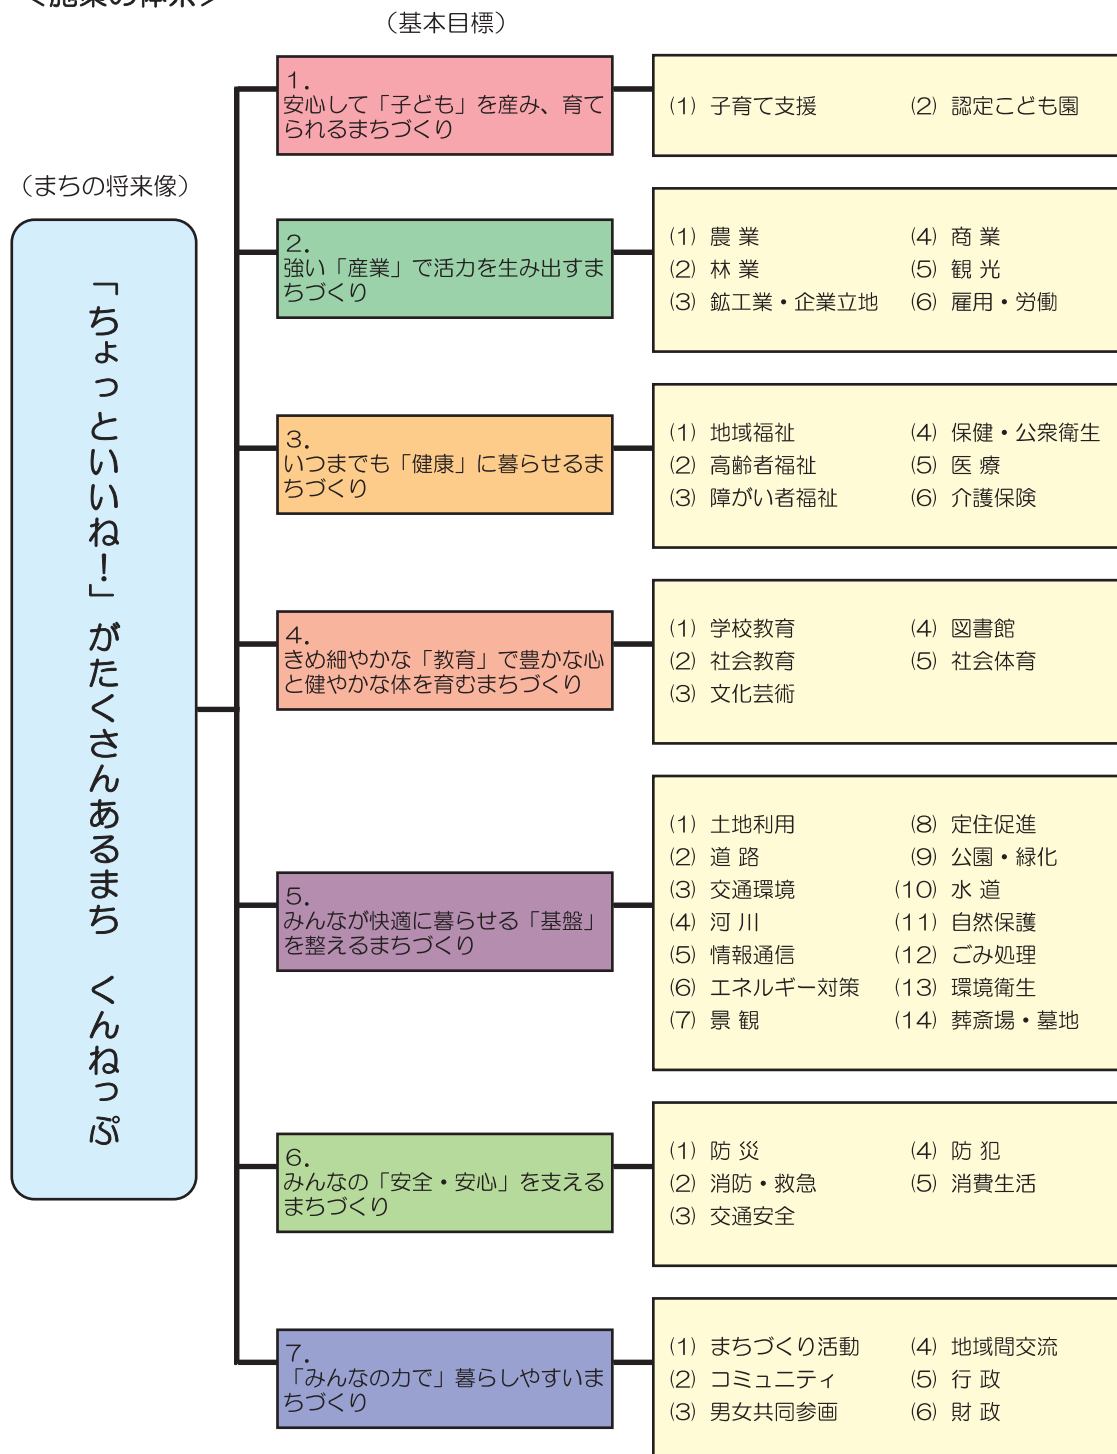 ＜施策の体系＞
（基本目標）
1.
安心して「子ども」を産み、育て
られるまちづくり
(1) 子育て支援 (2) 認定こども園
（まちの将来像）
「ちょっといいね！」がたくさんあるまち　くんねっぷ
2.
強い「産業」で活力を生み出すま
ちづくり
(1) 農 業 (4) 商 業
(2) 林 業 (5) 観 光
(3) 鉱工業・企業立地 (6) 雇用・労働
3.
いつまでも「健康」に暮らせるま
ちづくり
(1) 地域福祉 (4) 保健・公衆衛生
(2) 高齢者福祉 (5) 医 療
(3) 障がい者福祉 (6) 介護保険
4.
きめ細やかな「教育」で豊かな心
と健やかな体を育むまちづくり
(1) 学校教育 (4) 図書館
(2) 社会教育 (5) 社会体育
(3) 文化芸術
5.
みんなが快適に暮らせる「基盤」
を整えるまちづくり
(1) 土地利用 (8) 定住促進
(2) 道 路 (9) 公園・緑化
(3) 交通環境 (10) 水 道
(4) 河 川 (11) 自然保護
(5) 情報通信 (12) ごみ処理
(6) エネルギー対策 (13) 環境衛生
(7) 景 観 (14) 葬斎場・墓地
6.
みんなの「安全・安心」を支える
まちづくり
(1) 防 災 (4) 防 犯
(2) 消防・救急 (5) 消費生活
(3) 交通安全
7.
「みんなの力で」暮らしやすいま
ちづくり
(1) まちづくり活動 (4) 地域間交流
(2) コミュニティ (5) 行 政
(3) 男女共同参画 (6) 財 政